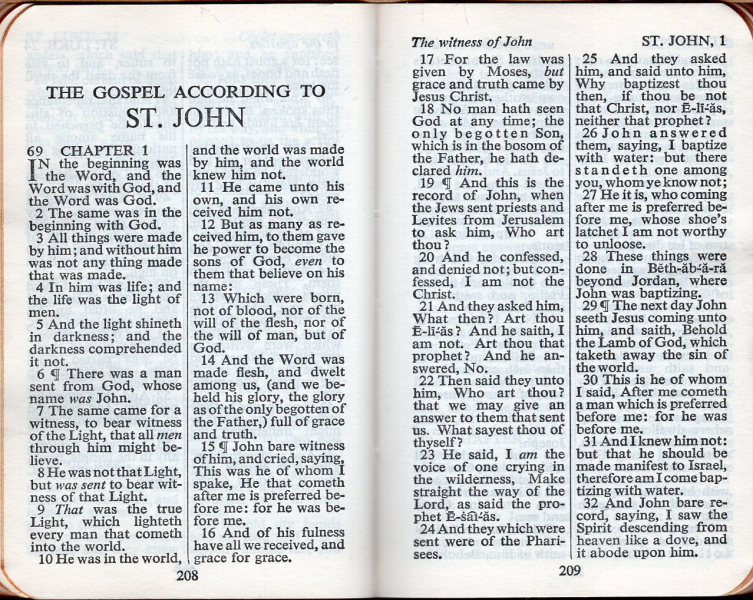 THE GOSPEL ACCORDING TO
ST. JOHN
69 CHAPTER 1
IN the beginning was
the Word, and the
Word was with God, and
the Word was God.
2 The same was in the
beginning with God.
3 All things were made
by him; and without him
was not any thing made
that was made.
4 In him was life; and
the life was the light of
men.
5 And the light shineth
in darkness; and the
darkness comprehended
it not.
6 ¶ There was a man
sent from God, whose
name was John.
7 The same came for a
witness, to bear witness
of the Light, that all men
through him might be-
lieve.
8 He was not that Light,
but was sent to bear wit-
ness of that Light.
9 That was the true
Light, which lighteth
every man that cometh
into the world.
10 He was in the world,
and the world was made
by him, and the world
knew him not.
11 He came unto his
own, and his own re-
ceived him not.
12 But as many as re-
ceived him, to them gave
he power to become the
sons of God, even to
them that believe on his
name:
13 Which were born,
not of blood, nor of the
will of the flesh, nor of
the will of man, but of
God.
14 And the Word was
made flesh, and dwelt
among us, (and we be-
held his glory, the glory
as of the only begotten of
the Father,) full of grace
and truth.
15 ¶ John bare witness
of him, and cried, saying,
This was he of whom I
spake, He that cometh
after me is preferred be-
fore me: for he was be-
fore me.
16 And of his fulness
have all we received, and
grace for grace.
208
The witness of John
ST. JOHN, 1
17 For the law was
given by Moses, but
grace and truth came by
Jesus Christ.
18 No man hath seen
God at any time; the
only begotten Son,
which is in the bosom of
the Father, he hath de-
clared him.
19 ¶ And this is the
record of John, when
the Jews sent priests and
Levites from Jerusalem
to ask him, Who art
thou?
20 And he confessed,
and denied not; but con-
fessed, I am not the
Christ.
21 And they asked him,
What then? Art thou
Ē-lī-ăs? And he saith, I
am not. Art thou that
prophet? And he an-
swered, No.
22 Then said they unto
him, Who art thou?
that we may give an
answer to them that sent
us. What sayest thou of
thyself?
23 He said, I am the
voice of one crying in
the wilderness, Make
straight the way of the
Lord, as said the pro-
phet Ē-ṡāī-ăs.
24 And they which were
sent were of the Phari-
sees.
25 And they asked
him, and said unto him,
Why baptizest thou
then, if thou be not
that Christ, nor Ē-lī-ăs,
neither that prophet?
26 John answered
them, saying, I baptize
with water: but there
standeth one among
you, whom ye know not;
27 He it is, who coming
after me is preferred be-
fore me, whose shoe's
latchet I am not worthy
to unloose.
28 These things were
done in Bĕth-ăb-ă-ră
beyond Jordan, where
John was baptizing.
29 ¶ The next day John
seeth Jesus coming unto
him, and saith, Behold
the Lamb of God, which
taketh away the sin of
the world.
30 This is he of whom
I said, After me cometh
a man which is preferred
before me: for he was
before me.
31 And I knew him not:
but that he should be
made manifest to Israel,
therefore am I come bap-
tizing with water.
32 And John bare re-
cord, saying, I saw the
Spirit descending from
heaven like a dove, and
it abode upon him.
209